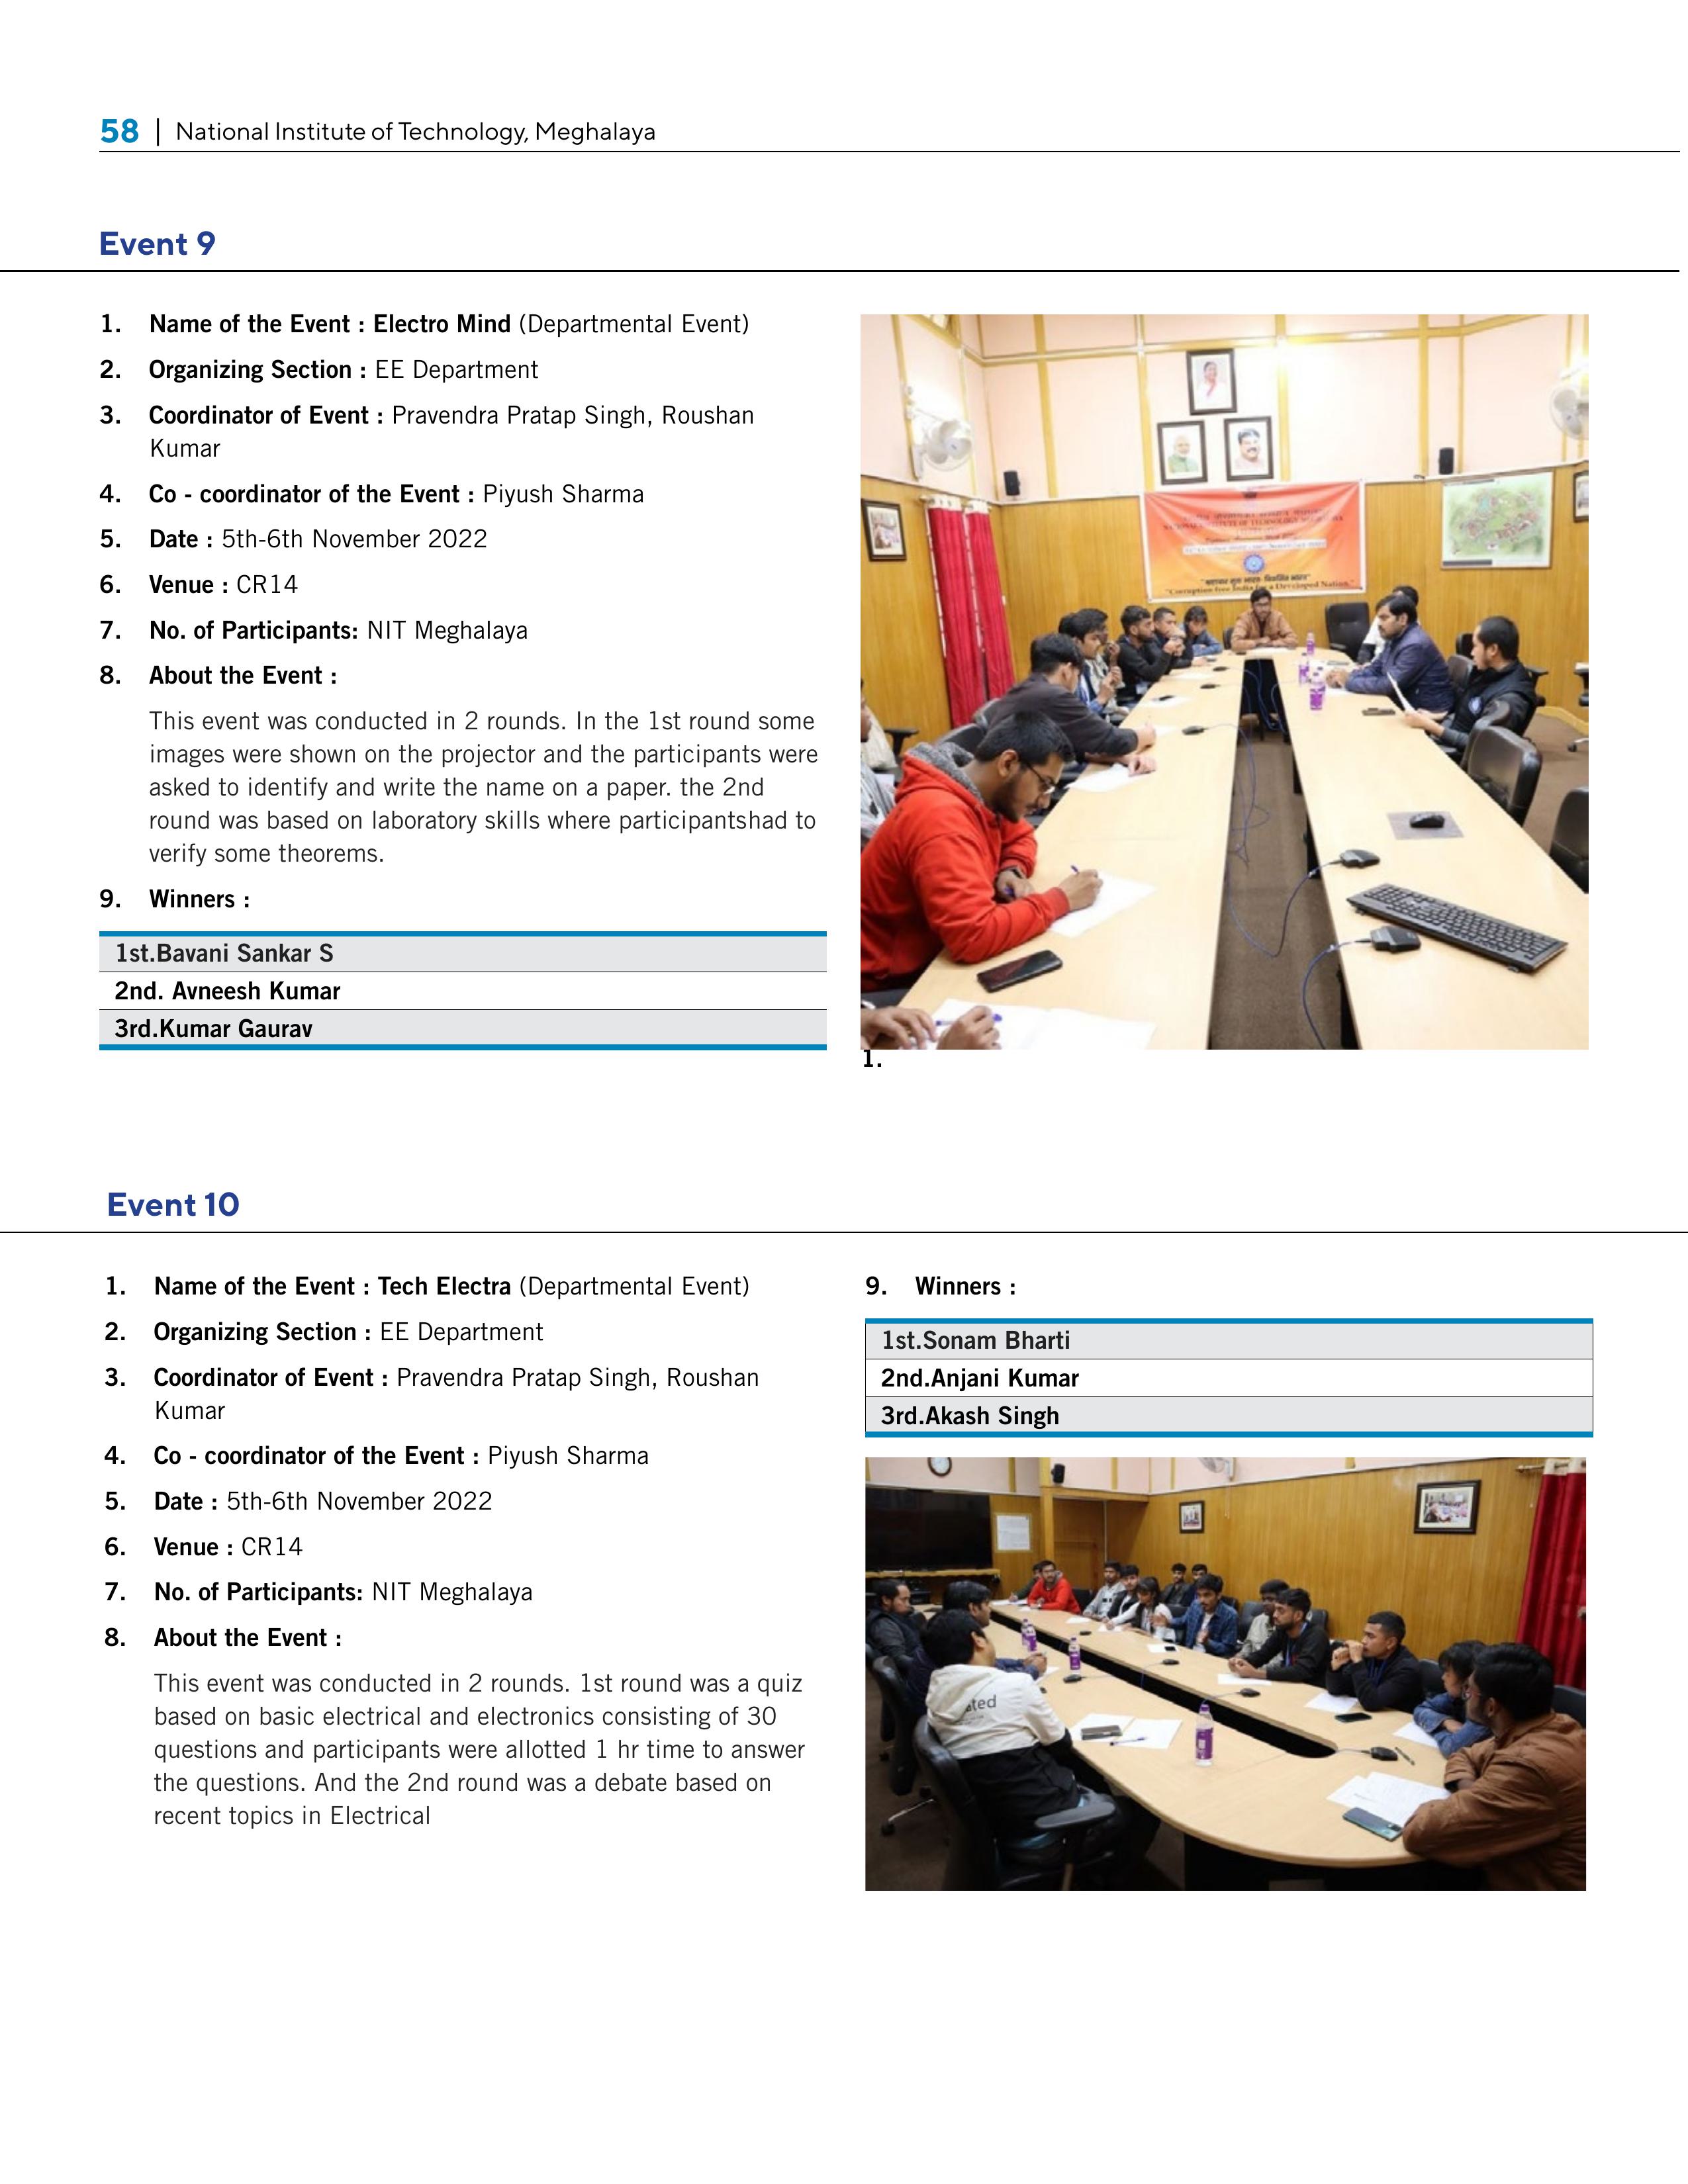 58 | National Institute of Technology, Meghalaya
Event 9
1. Name of the Event : Electro Mind (Departmental Event)
2. Organizing Section : EE Department
3. Coordinator of Event : Pravendra Pratap Singh, Roushan
Kumar
4. Co - coordinator of the Event : Piyush Sharma
5. Date : 5th-6th November 2022
6. Venue : CR14
7. No. of Participants: NIT Meghalaya
8. About the Event :
This event was conducted in 2 rounds. In the 1st round some
images were shown on the projector and the participants were
asked to identify and write the name on a paper. the 2nd
round was based on laboratory skills where participantshad to
verify some theorems.
9. Winners :
1st.Bavani Sankar S
2nd. Avneesh Kumar
3rd.Kumar Gaurav
NATIONAL INSTITUTE OF TECHNOLOGY
"Corruption free India for a Developed Nation"
1.
Event 10
1. Name of the Event : Tech Electra (Departmental Event)
2. Organizing Section : EE Department
3. Coordinator of Event : Pravendra Pratap Singh, Roushan
Kumar
4. Co - coordinator of the Event : Piyush Sharma
5. Date : 5th-6th November 2022
6. Venue : CR14
7. No. of Participants: NIT Meghalaya
8. About the Event :
This event was conducted in 2 rounds. 1st round was a quiz
based on basic electrical and electronics consisting of 30
questions and participants were allotted 1 hr time to answer
the questions. And the 2nd round was a debate based on
recent topics in Electrical
9. Winners :
1st.Sonam Bharti
2nd.Anjani Kumar
3rd.Akash Singh